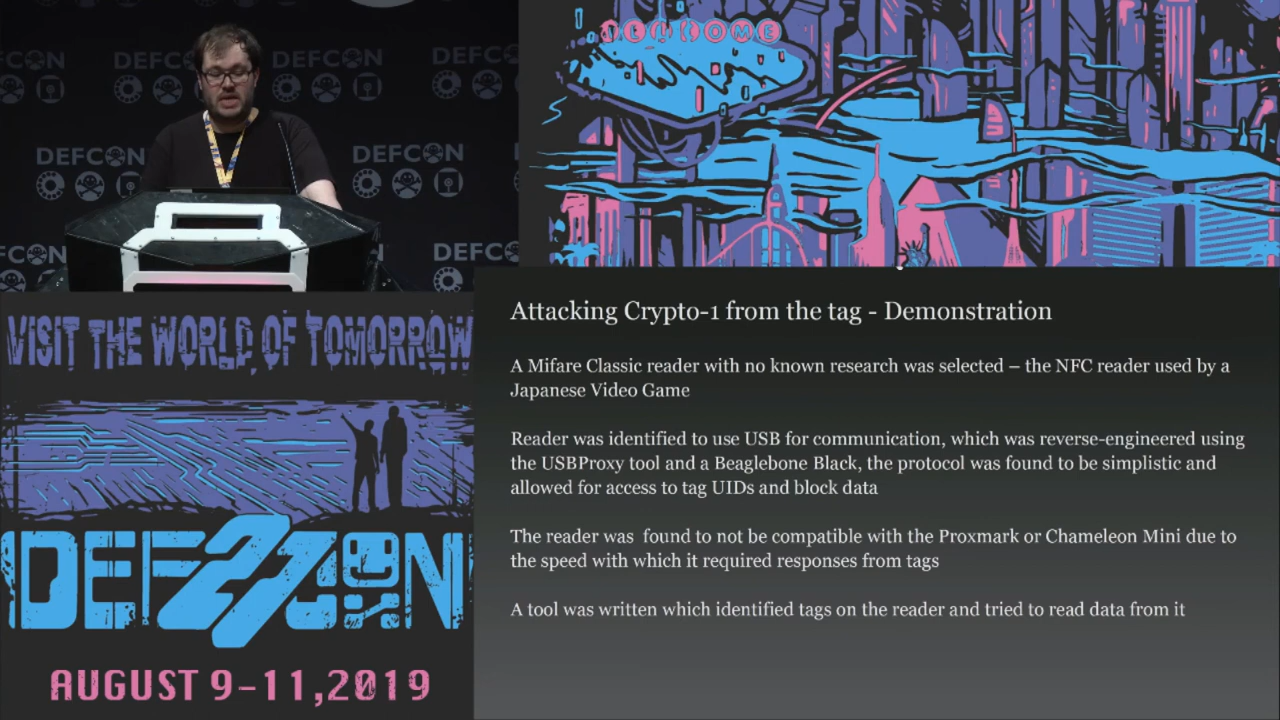 DEFCON
DEFCON
DEFCON
DEFCON
DEFCON
DEFCON
WELCOME
VISIT THE WORLD OF TOMORROW
DEF CON 27
AUGUST 9-11,2019
Attacking Crypto-1 from the tag - Demonstration
A Mifare Classic reader with no known research was selected – the NFC reader used by a
Japanese Video Game
Reader was identified to use USB for communication, which was reverse-engineered using
the USBProxy tool and a Beaglebone Black, the protocol was found to be simplistic and
allowed for access to tag UIDs and block data
The reader was found to not be compatible with the Proxmark or Chameleon Mini due to
the speed with which it required responses from tags
A tool was written which identified tags on the reader and tried to read data from it